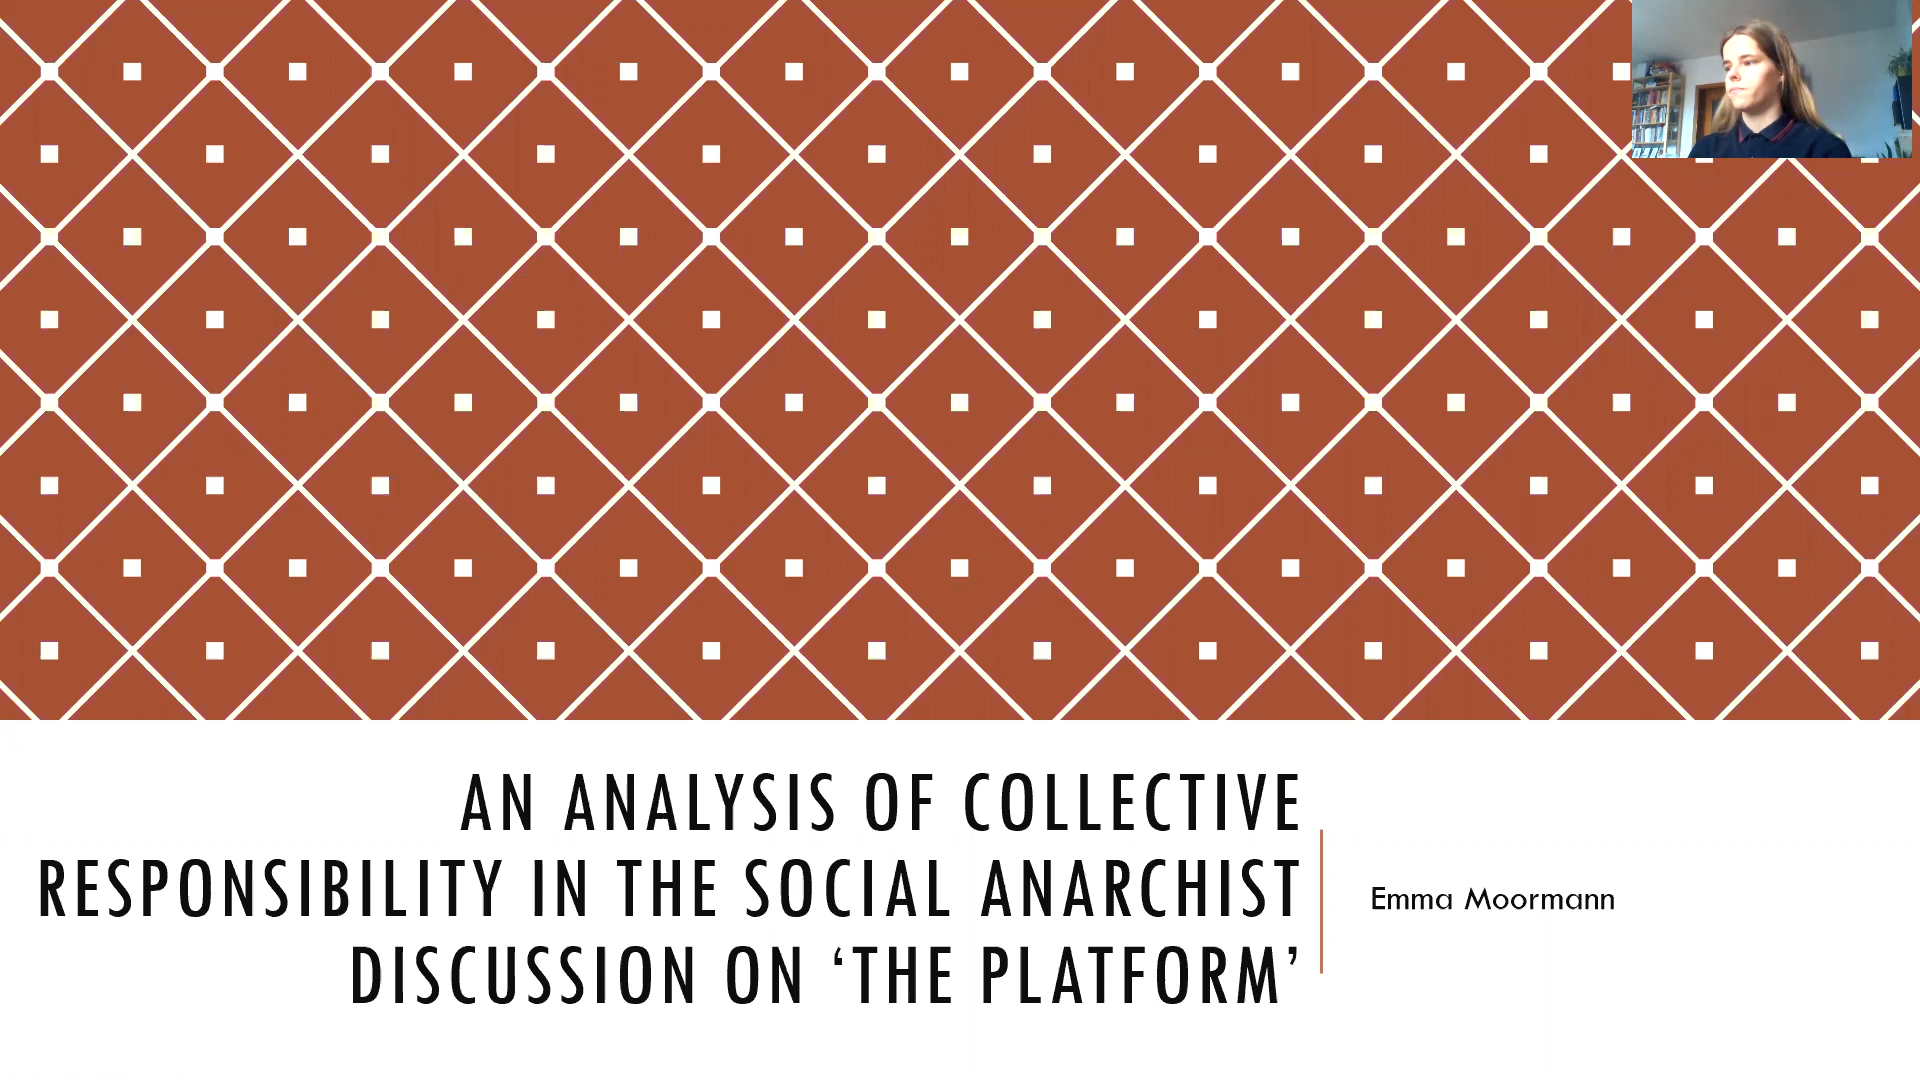 AN ANALYSIS OF COLLECTIVE
RESPONSIBILITY IN THE SOCIAL ANARCHIST
DISCUSSION ON ‘THE PLATFORM’
Emma Moormann